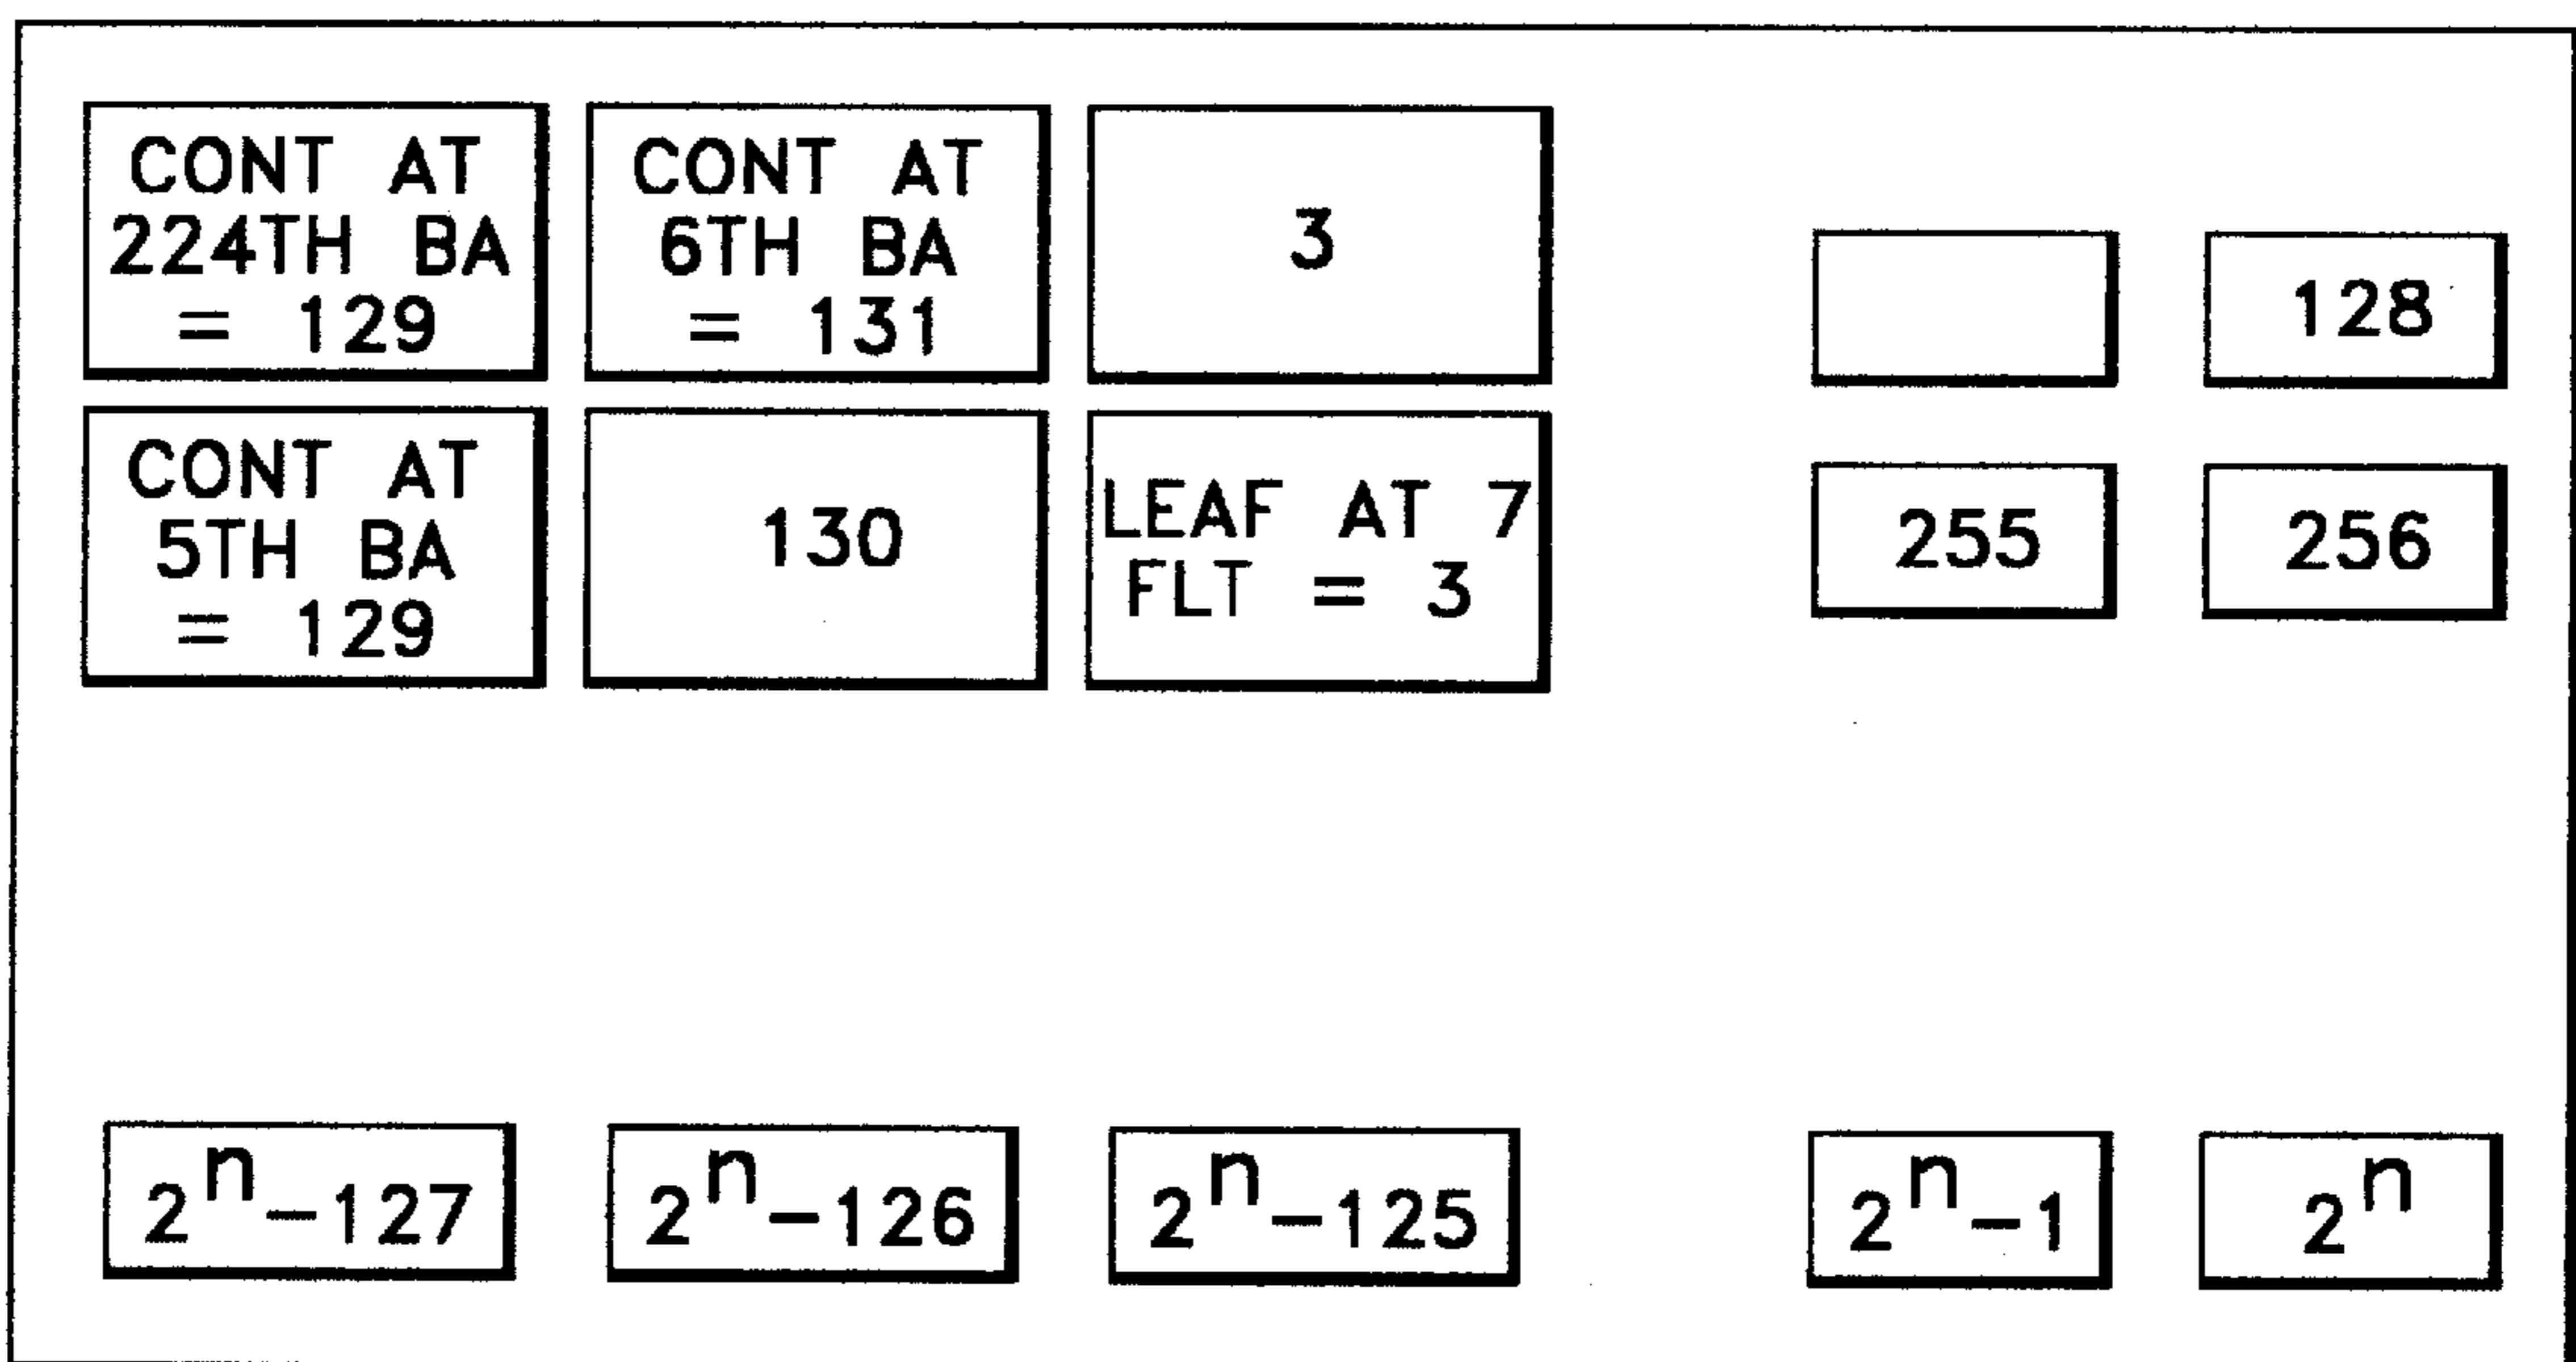 CONT AT
224TH BA
= 129
CONT AT
6TH BA
= 131
3
128
CONT AT
5TH BA
= 129
130
LEAF AT 7
FLT = 3
255
256
2ⁿ-127
2ⁿ-126
2ⁿ-125
2ⁿ-1
2ⁿ